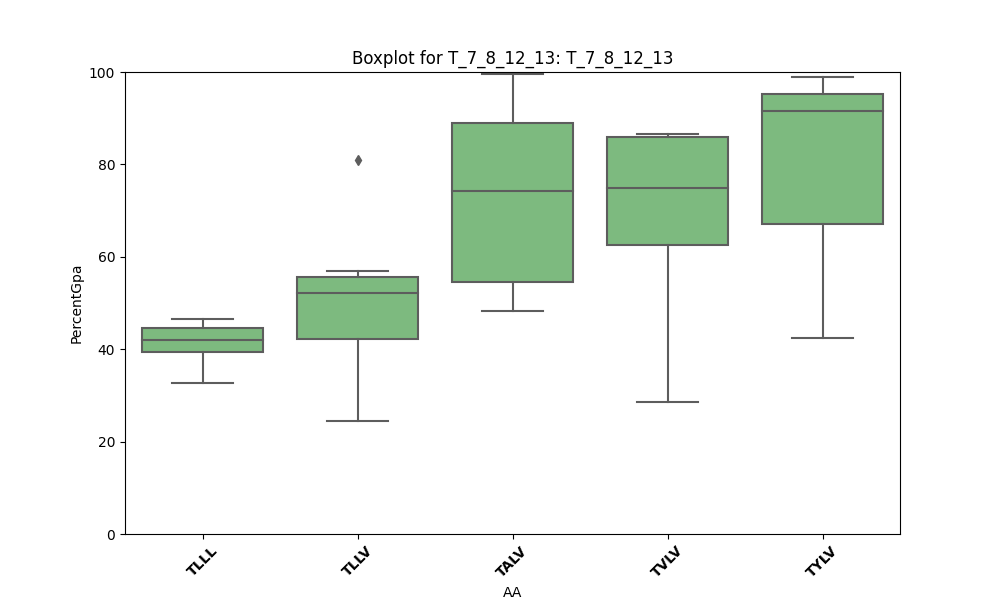 Boxplot for T_7_8_12_13: T_7_8_12_13
100
80
60
40
20
0
PercentGpa
TLLL
TLLV
TALV
TVLV
TYLV
AA